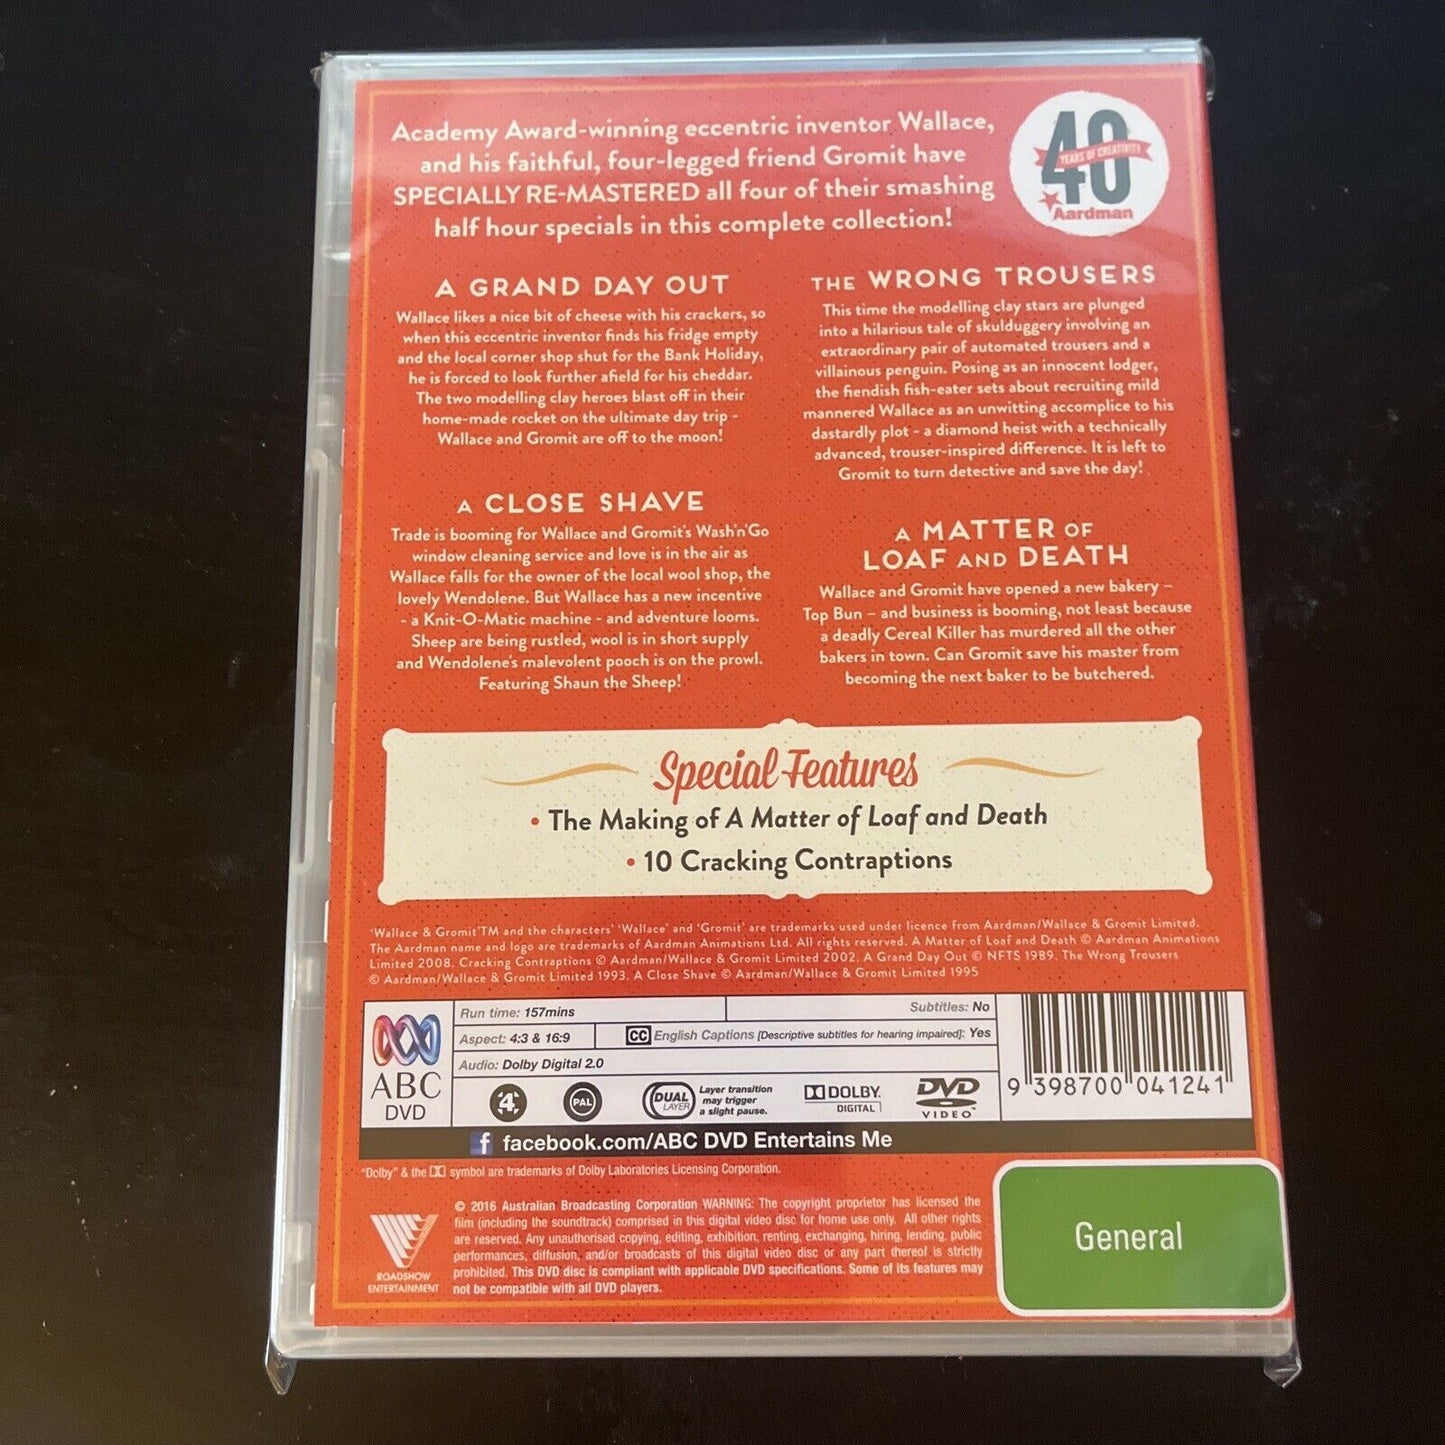 Academy Award-winning eccentric inventor Wallace,
and his faithful, four-legged friend Gromit have
SPECIALLY RE-MASTERED all four of their smashing
half hour specials in this complete collection!
40
YEARS OF CREATIVITY
Aardman
A GRAND DAY OUT
Wallace likes a nice bit of cheese with his crackers, so
when this eccentric inventor finds his fridge empty
and the local corner shop shut for the Bank Holiday,
he is forced to look further afield for his cheddar.
The two modelling clay heroes blast off in their
home-made rocket on the ultimate day trip -
Wallace and Gromit are off to the moon!
THE WRONG TROUSERS
This time the modelling clay stars are plunged
into a hilarious tale of skulduggery involving an
extraordinary pair of automated trousers and a
villainous penguin. Posing as an innocent lodger,
the fiendish fish-eater sets about recruiting mild
mannered Wallace as an unwitting accomplice to his
dastardly plot - a diamond heist with a technically
advanced, trouser-inspired difference. It is left to
Gromit to turn detective and save the day!
A CLOSE SHAVE
Trade is booming for Wallace and Gromit's Wash'n'Go
window cleaning service and love is in the air as
Wallace falls for the owner of the local wool shop, the
lovely Wendolene. But Wallace has a new incentive
- a Knit-O-Matic machine - and adventure looms.
Sheep are being rustled, wool is in short supply
and Wendolene's malevolent pooch is on the prowl.
Featuring Shaun the Sheep!
A MATTER OF
LOAF AND DEATH
Wallace and Gromit have opened a new bakery –
Top Bun – and business is booming, not least because
a deadly Cereal Killer has murdered all the other
bakers in town. Can Gromit save his master from
becoming the next baker to be butchered.
Special Features
• The Making of A Matter of Loaf and Death
• 10 Cracking Contraptions
'Wallace & Gromit'TM and the characters' 'Wallace' and 'Gromit' are trademarks used under licence from Aardman/Wallace & Gromit Limited.
The Aardman name and logo are trademarks of Aardman Animations Ltd. All rights reserved. A Matter of Loaf and Death © Aardman Animations
Limited 2008. Cracking Contraptions © Aardman/Wallace & Gromit Limited 2002. A Grand Day Out © NFTS 1989. The Wrong Trousers
© Aardman/Wallace & Gromit Limited 1993. A Close Shave © Aardman/Wallace & Gromit Limited 1995
ABC
DVD
Run time: 157mins
Subtitles: No
Aspect: 4:3 & 16:9
CC English Captions [Descriptive subtitles for hearing impaired]: Yes
Audio: Dolby Digital 2.0
4
PAL
DUAL
LAYER
Layer transition
may trigger
a slight pause.
DOLBY
DIGITAL
DVD
VIDEO
9 398700 041241
f facebook.com/ABC DVD Entertains Me
"Dolby" & the symbol are trademarks of Dolby Laboratories Licensing Corporation.
ROADSHOW
ENTERTAINMENT
© 2016 Australian Broadcasting Corporation WARNING: The copyright proprietor has licensed the
film (including the soundtrack) comprised in this digital video disc for home use only. All other rights
are reserved. Any unauthorised copying, editing, exhibition, renting, exchanging, hiring, lending, public
performances, diffusion, and/or broadcasts of this digital video disc or any part thereof is strictly
prohibited. This DVD disc is compliant with applicable DVD specifications. Some of its features may
not be compatible with all DVD players.
General